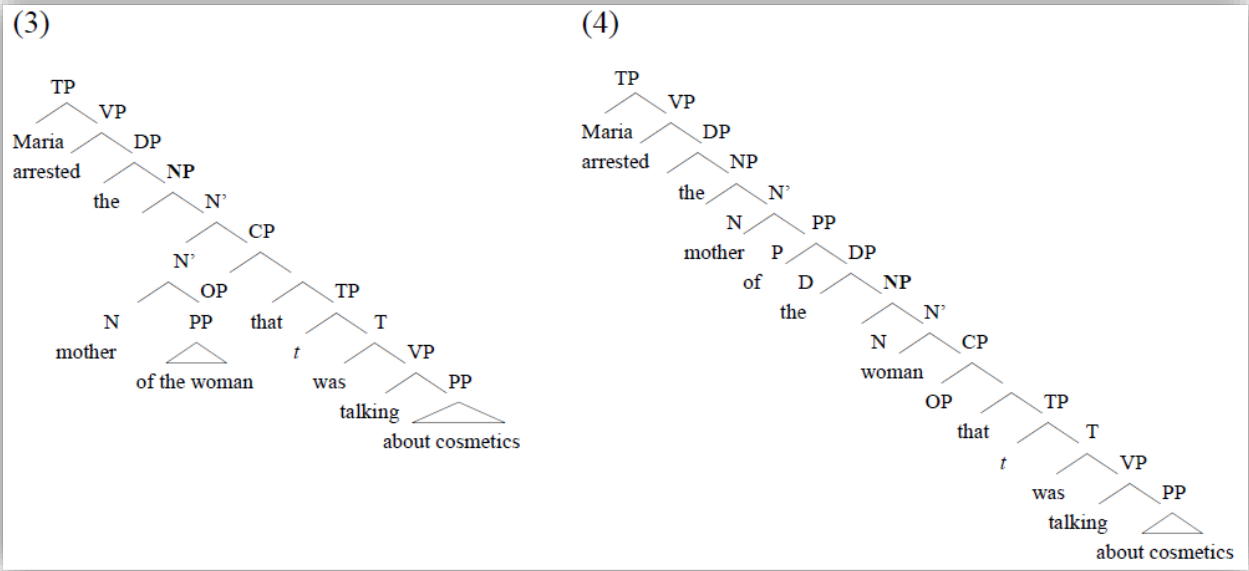 (3)
TP
VP
Maria
DP
arrested
NP
the
N’
CP
N’
OP
TP
N
PP
that
T
mother
t
VP
of the woman
was
PP
talking
about cosmetics
(4)
TP
VP
Maria
DP
arrested
NP
the
N’
N
PP
mother
P
DP
of
D
NP
the
N’
N
CP
woman
OP
TP
that
T
t
VP
was
PP
talking
about cosmetics